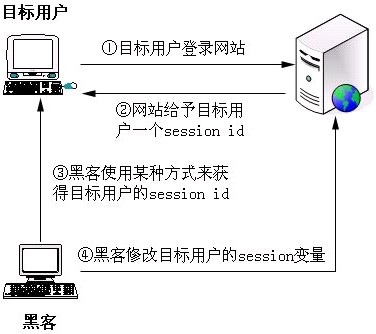 目标用户
①目标用户登录网站
②网站给予目标用
户一个session id
③黑客使用某种方式来获
得目标用户的session id
④黑客修改目标用户的session变量
黑客